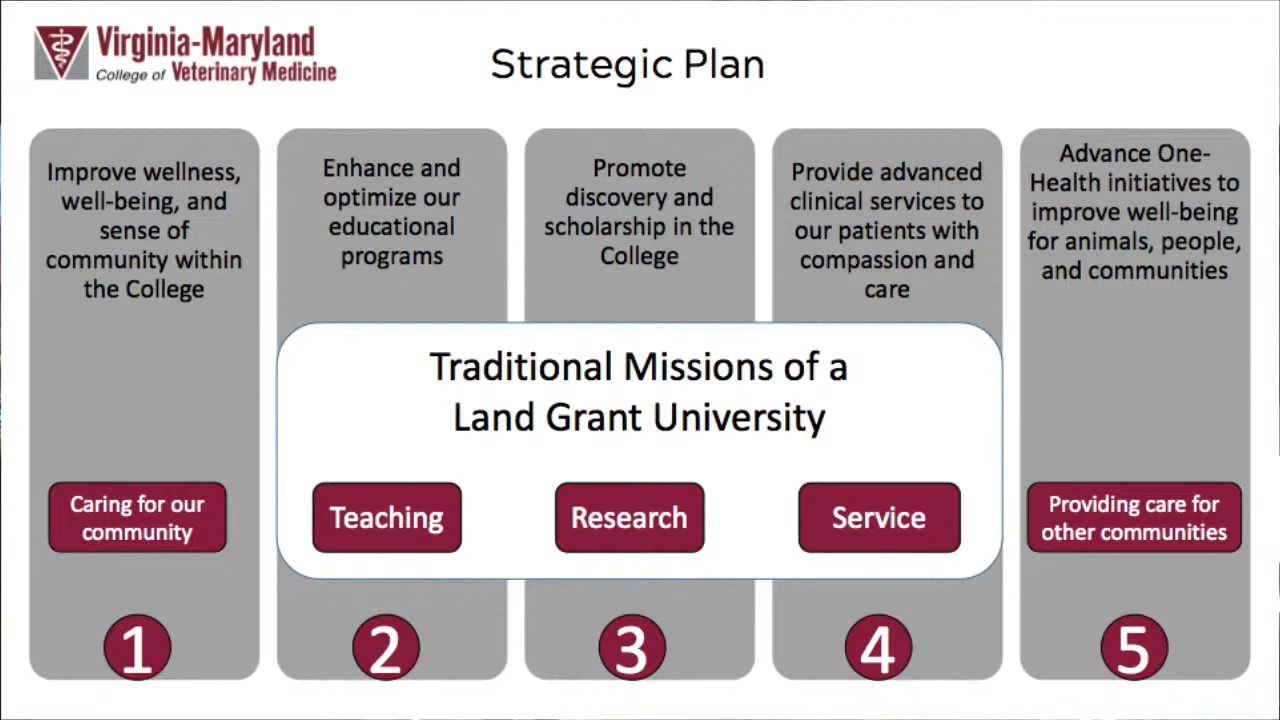 Virginia-Maryland
College of Veterinary Medicine
Strategic Plan
Improve wellness,
well-being, and
sense of
community within
the College
Enhance and
optimize our
educational
programs
Promote
discovery and
scholarship in the
College
Provide advanced
clinical services to
our patients with
compassion and
care
Advance One-
Health initiatives to
improve well-being
for animals, people,
and communities
Traditional Missions of a
Land Grant University
Caring for our
community
Teaching
Research
Service
Providing care for
other communities
1
2
3
4
5